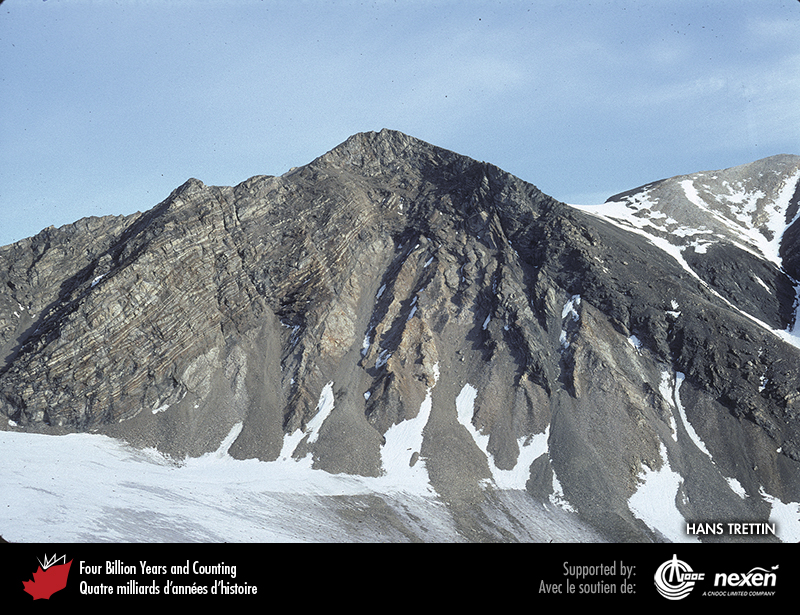 HANS TRETTIN
Four Billion Years and Counting
Quatre milliards d'années d'histoire
Supported by:
Avec le soutien de:
CNOOC
nexen
A CNOOC LIMITED COMPANY